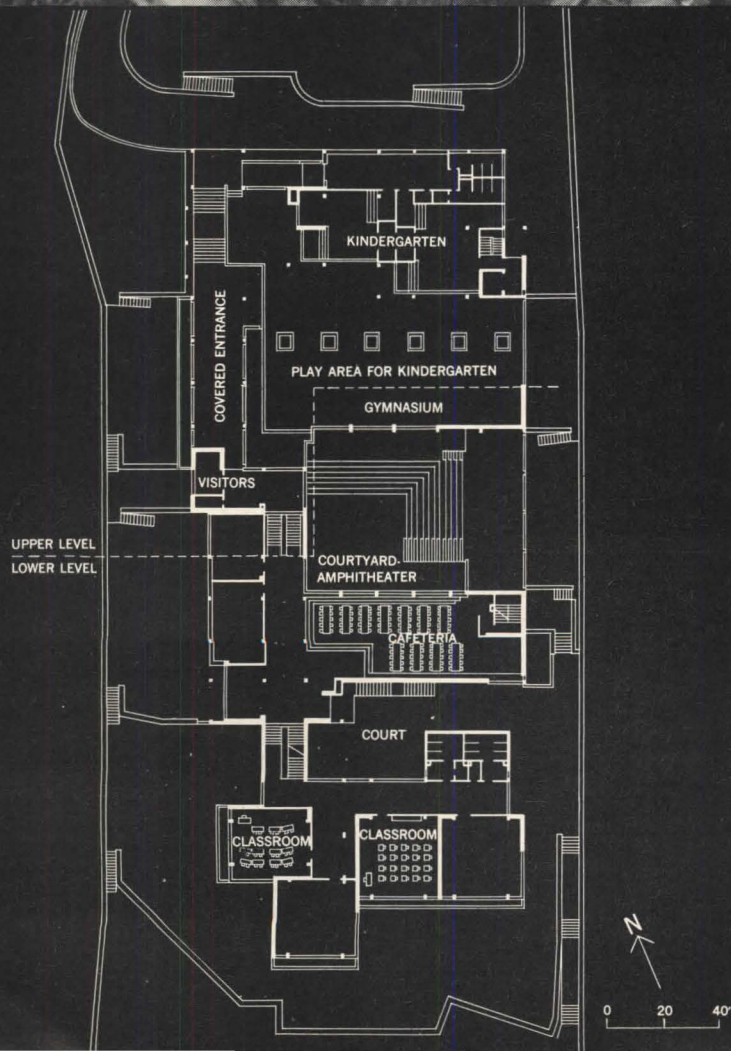 KINDERGARTEN
COVERED ENTRANCE
PLAY AREA FOR KINDERGARTEN
GYMNASIUM
VISITORS
UPPER LEVEL
LOWER LEVEL
COURTYARD-
AMPHITHEATER
CAFETERIA
COURT
CLASSROOM
CLASSROOM
N
0 20 40'